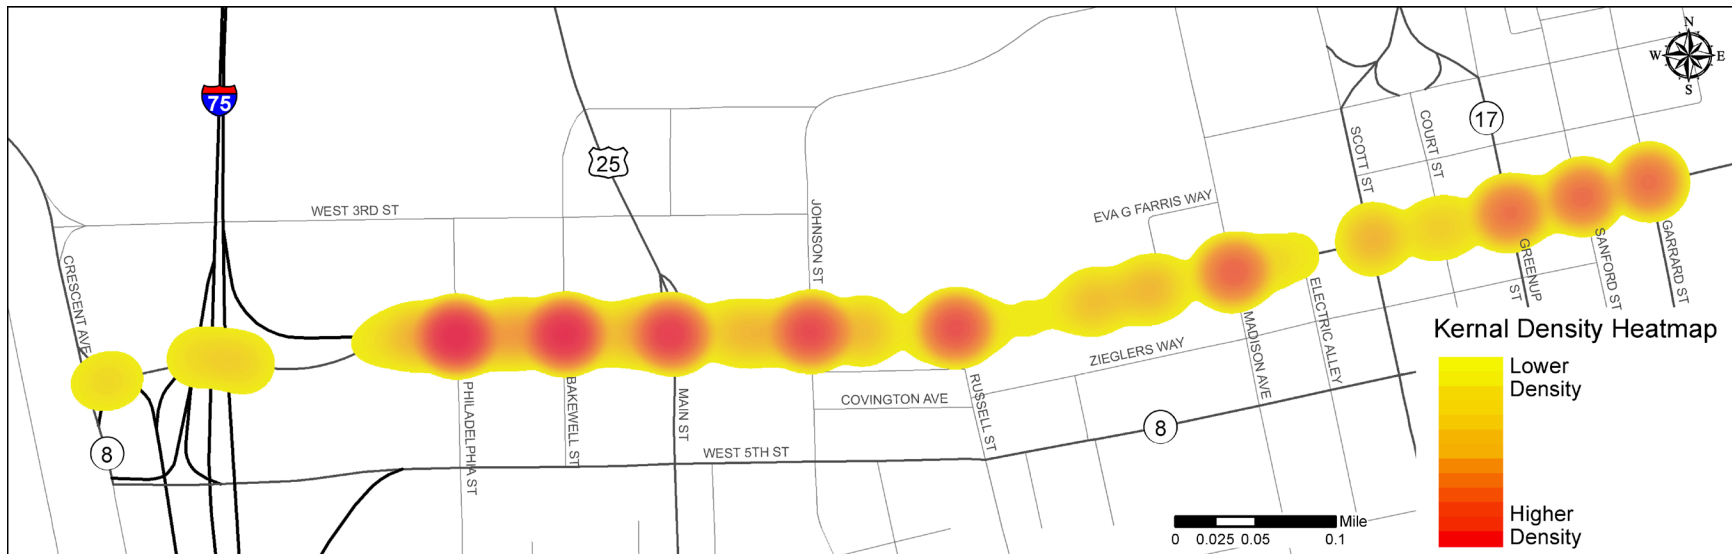 N
W E
S
75
25
17
SCOTT ST
COURT ST
WEST 3RD ST
EVA G FARRIS WAY
JOHNSON ST
CRESCENT AVE
GREENUP
ST
SANFORD ST
GARRARD ST
ELECTRIC ALLEY
MADISON AVE
ZIEGLERS WAY
PHILADELPHIA ST
BAKEWELL ST
MAIN ST
COVINGTON AVE
RUSSELL ST
8
8
WEST 5TH ST
Kernal Density Heatmap
Lower
Density
Higher
Density
Mile
0 0.025 0.05 0.1